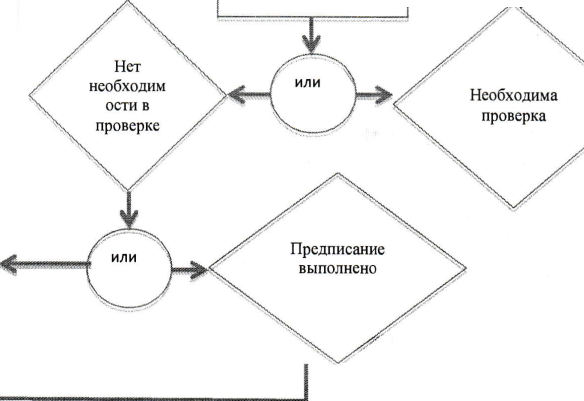 Нет
необходим
ости в
проверке
или
Необходима
проверка
или
Предписание
выполнено